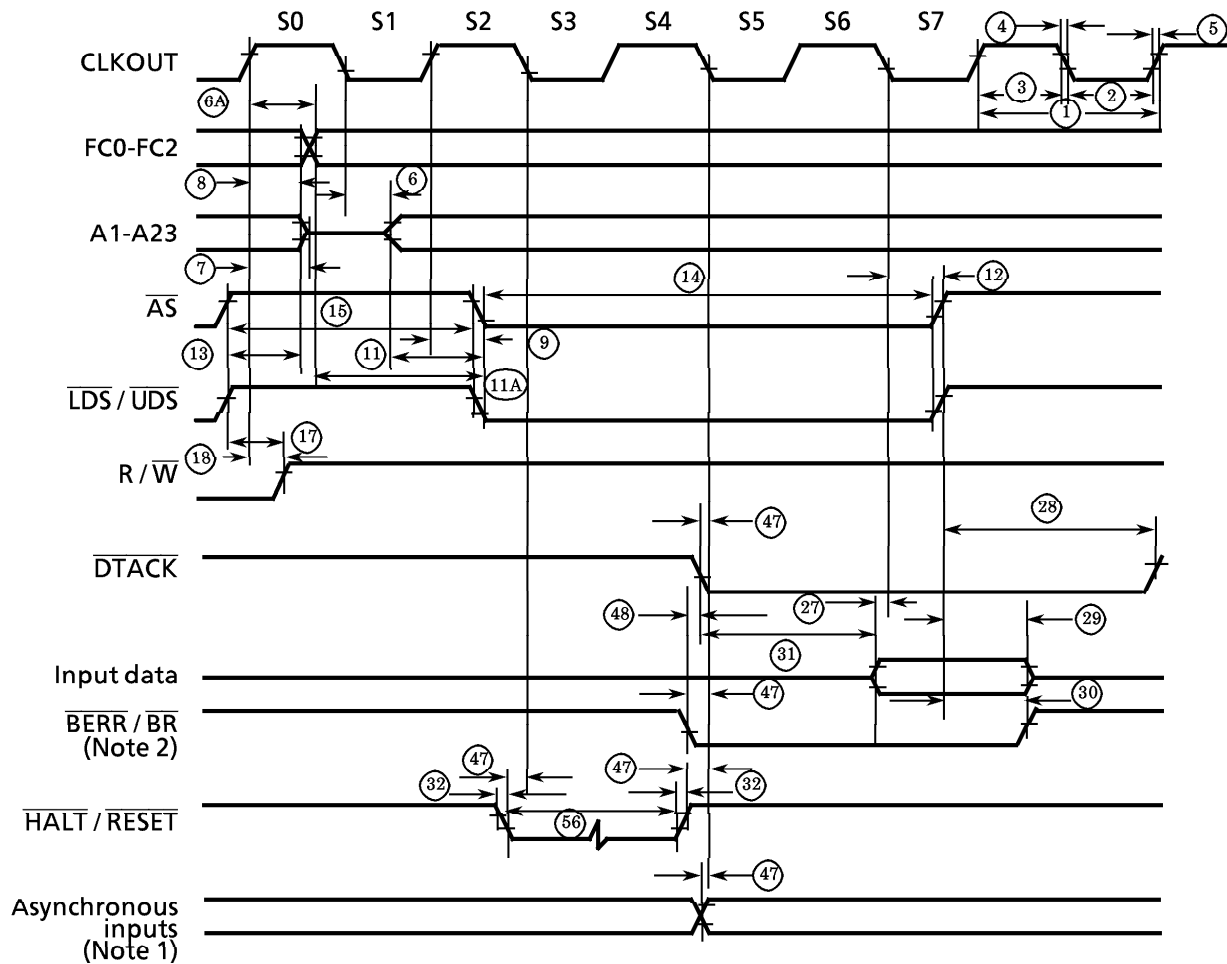 S0 S1 S2 S3 S4 S5 S6 S7
4 5
CLKOUT
6A 3 2
1
FC0-FC2
8 6
A1-A23
7 14 12
AS
15
13 11 9
11A
LDS / UDS
18 17
R / W
47 28
DTACK
48 27 29
31
Input data
47 30
BERR / BR
(Note 2)
47 47
32 32
HALT / RESET
56
47
Asynchronous
inputs
(Note 1)